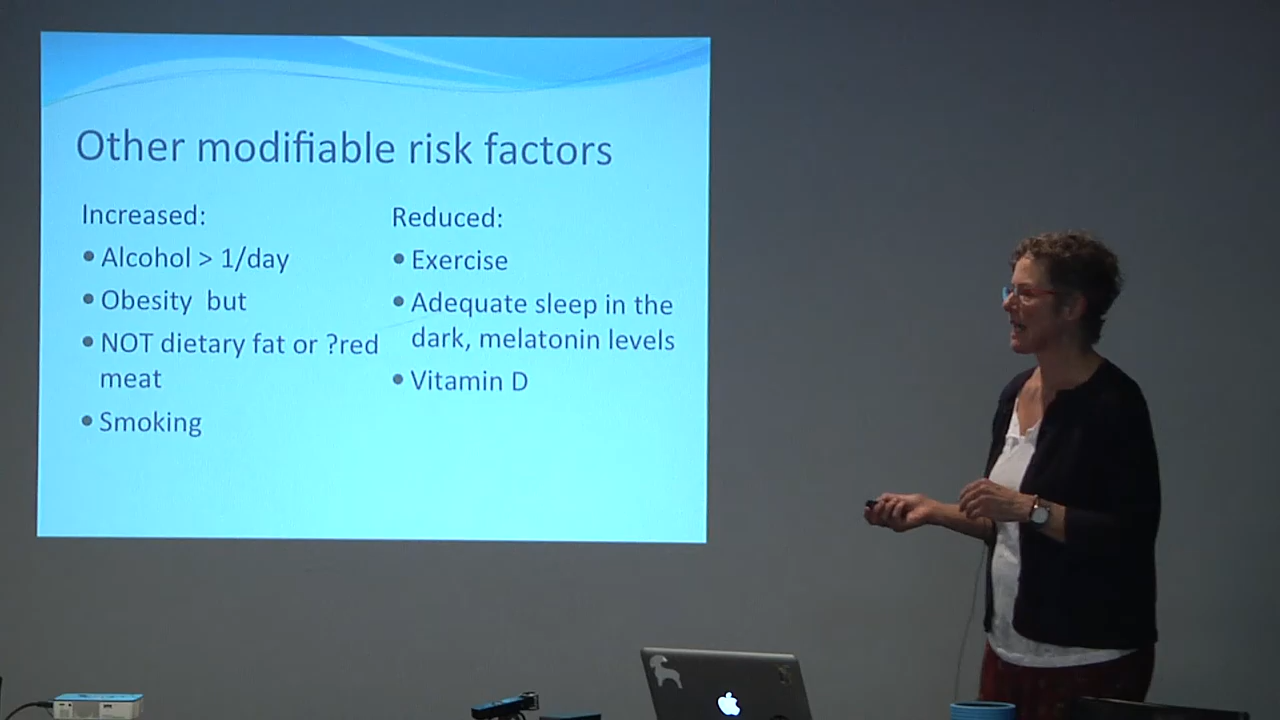 Other modifiable risk factors
Increased:
• Alcohol > 1/day
• Obesity  but
• NOT dietary fat or ?red
meat
• Smoking
Reduced:
• Exercise
• Adequate sleep in the
dark, melatonin levels
• Vitamin D